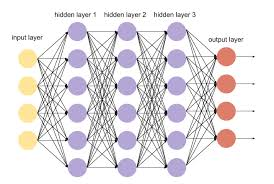 hidden layer 1 hidden layer 2 hidden layer 3
input layer
output layer